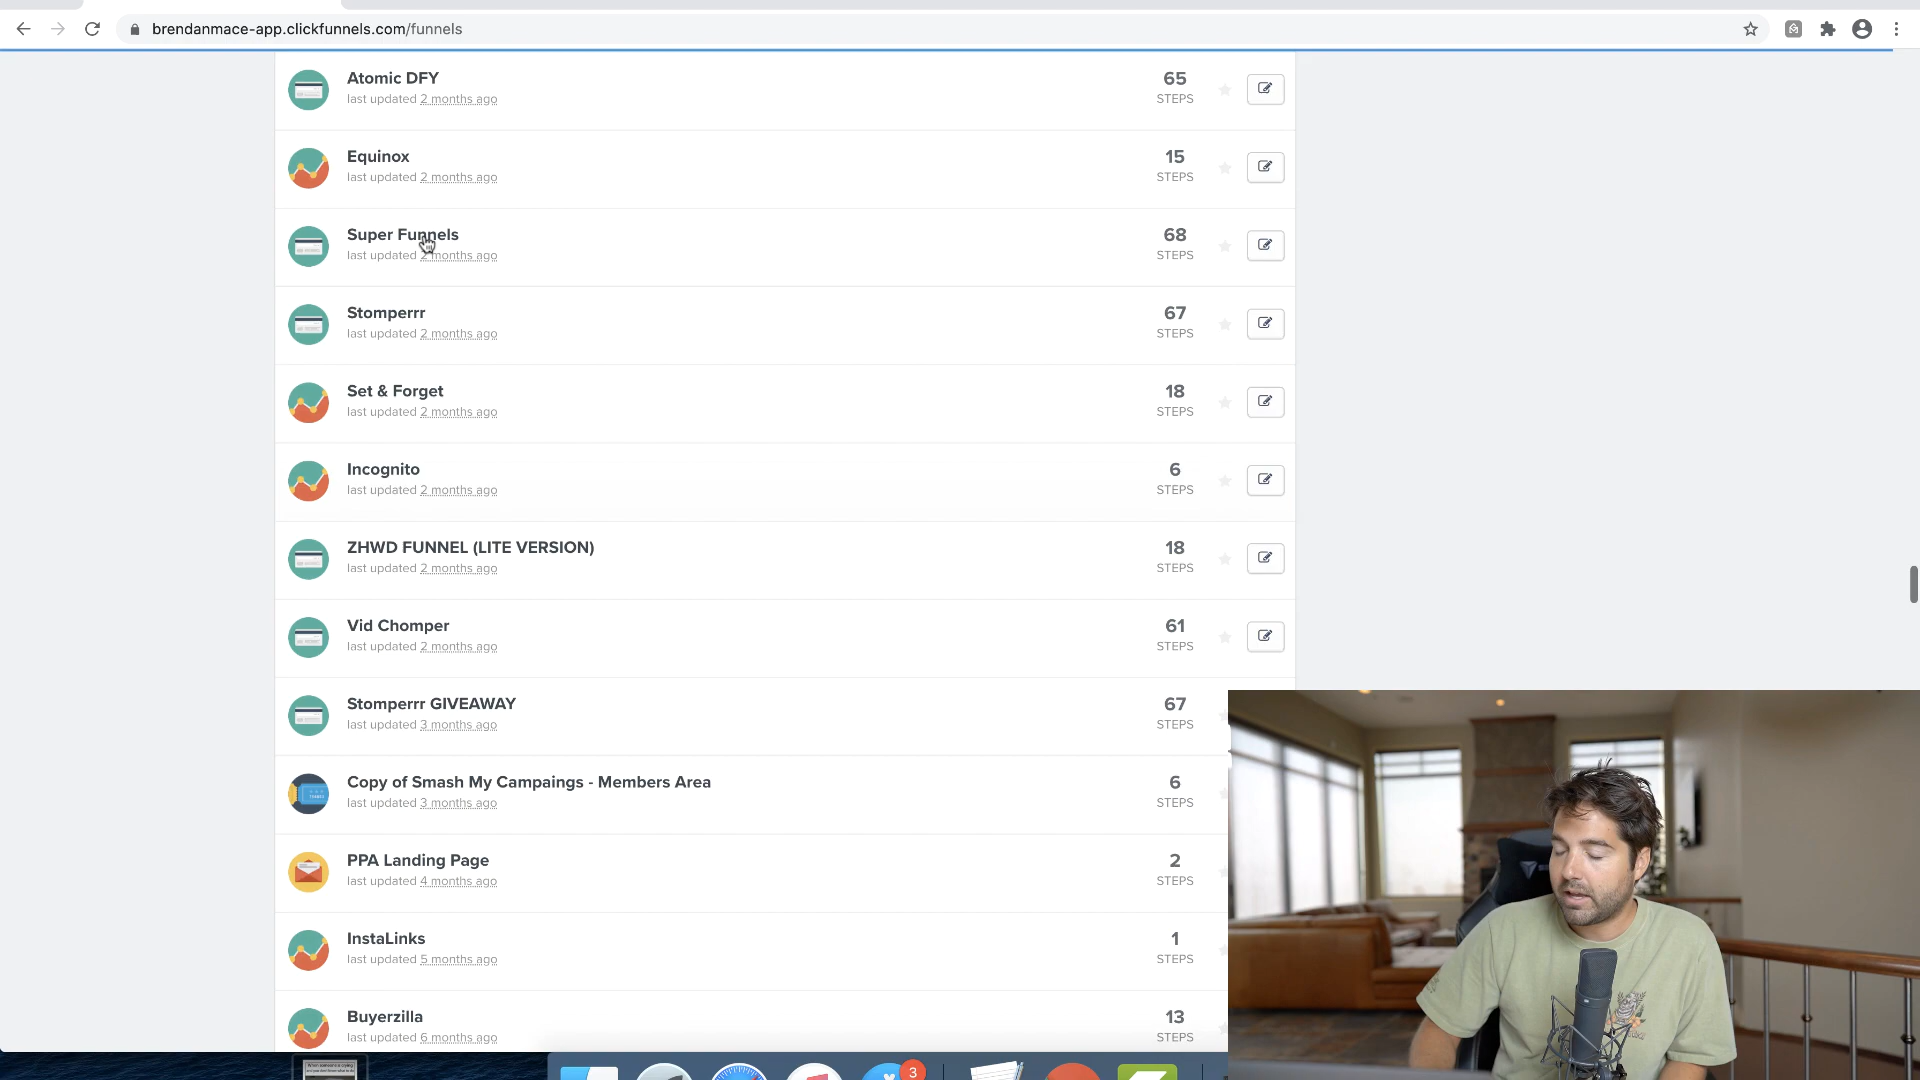 brendanmace-app.clickfunnels.com/funnels
Atomic DFY
last updated 2 months ago
65
STEPS
Equinox
last updated 2 months ago
15
STEPS
Super Funnels
last updated 2 months ago
68
STEPS
Stomperrr
last updated 2 months ago
67
STEPS
Set & Forget
last updated 2 months ago
18
STEPS
Incognito
last updated 2 months ago
6
STEPS
ZHWD FUNNEL (LITE VERSION)
last updated 2 months ago
18
STEPS
Vid Chomper
last updated 2 months ago
61
STEPS
Stomperrr GIVEAWAY
last updated 3 months ago
67
STEPS
Copy of Smash My Campaings - Members Area
last updated 3 months ago
6
STEPS
PPA Landing Page
last updated 4 months ago
2
STEPS
InstaLinks
last updated 5 months ago
1
STEPS
Buyerzilla
last updated 6 months ago
13
STEPS
3